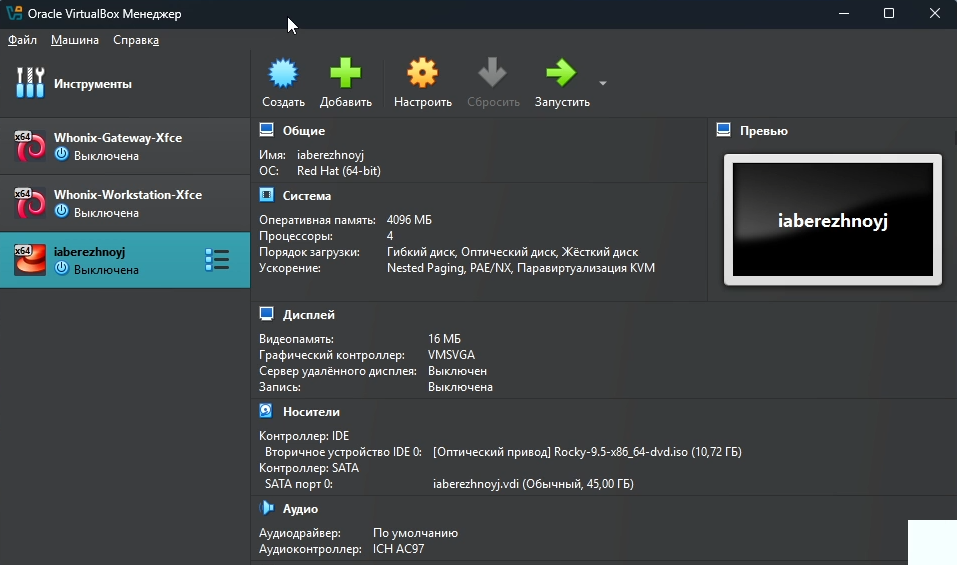 Oracle VirtualBox Менеджер
Файл Машина Справка
Инструменты
Создать Добавить Настроить Сбросить Запустить
x64
Whonix-Gateway-Xfce
Выключена
x64
Whonix-Workstation-Xfce
Выключена
x64
iaberezhnoyj
Выключена
Общие
Имя: iaberezhnoyj
ОС: Red Hat (64-bit)
Система
Оперативная память: 4096 МБ
Процессоры: 4
Порядок загрузки: Гибкий диск, Оптический диск, Жёсткий диск
Ускорение: Nested Paging, PAE/NX, Паравиртуализация KVM
Превью
iaberezhnoyj
Дисплей
Видеопамять: 16 МБ
Графический контроллер: VMSVGA
Сервер удалённого дисплея: Выключен
Запись: Выключена
Носители
Контроллер: IDE
Вторичное устройство IDE 0: [Оптический привод] Rocky-9.5-x86_64-dvd.iso (10,72 ГБ)
Контроллер: SATA
SATA порт 0: iaberezhnoyj.vdi (Обычный, 45,00 ГБ)
Аудио
Аудиодрайвер: По умолчанию
Аудиоконтроллер: ICH AC97